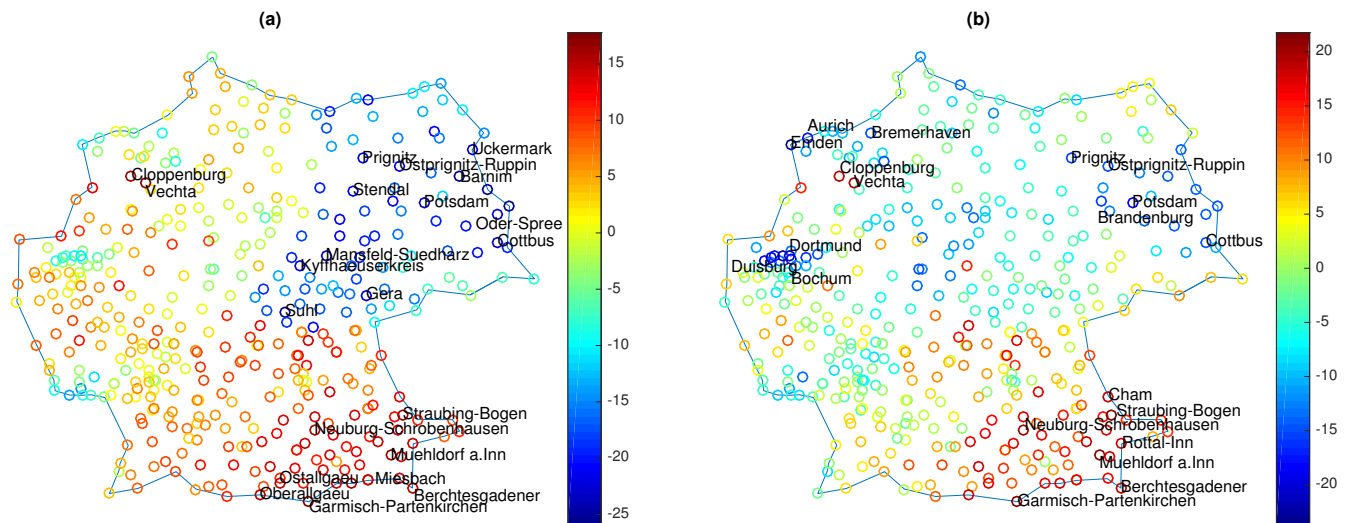 (a)
15
10
5
0
-5
-10
-15
-20
-25
Cloppenburg
Vechta
Prignitz
Uckermark
Ostprignitz-Ruppin
Barnim
Stendal
Potsdam
Oder-Spree
Cottbus
Mansfeld-Suedharz
Kyffhaeuserkreis
Gera
Suhl
Straubing-Bogen
Neuburg-Schrobenhausen
Muehldorf a.Inn
Ostallgaeu
Miesbach
Oberallgaeu
Berchtesgadener
Garmisch-Partenkirchen
(b)
20
15
10
5
0
-5
-10
-15
-20
Aurich
Emden
Bremerhaven
Cloppenburg
Vechta
Prignitz
Ostprignitz-Ruppin
Potsdam
Brandenburg
Cottbus
Dortmund
Duisburg
Bochum
Cham
Straubing-Bogen
Neuburg-Schrobenhausen
Rottal-Inn
Muehldorf a.Inn
Berchtesgadener
Garmisch-Partenkirchen